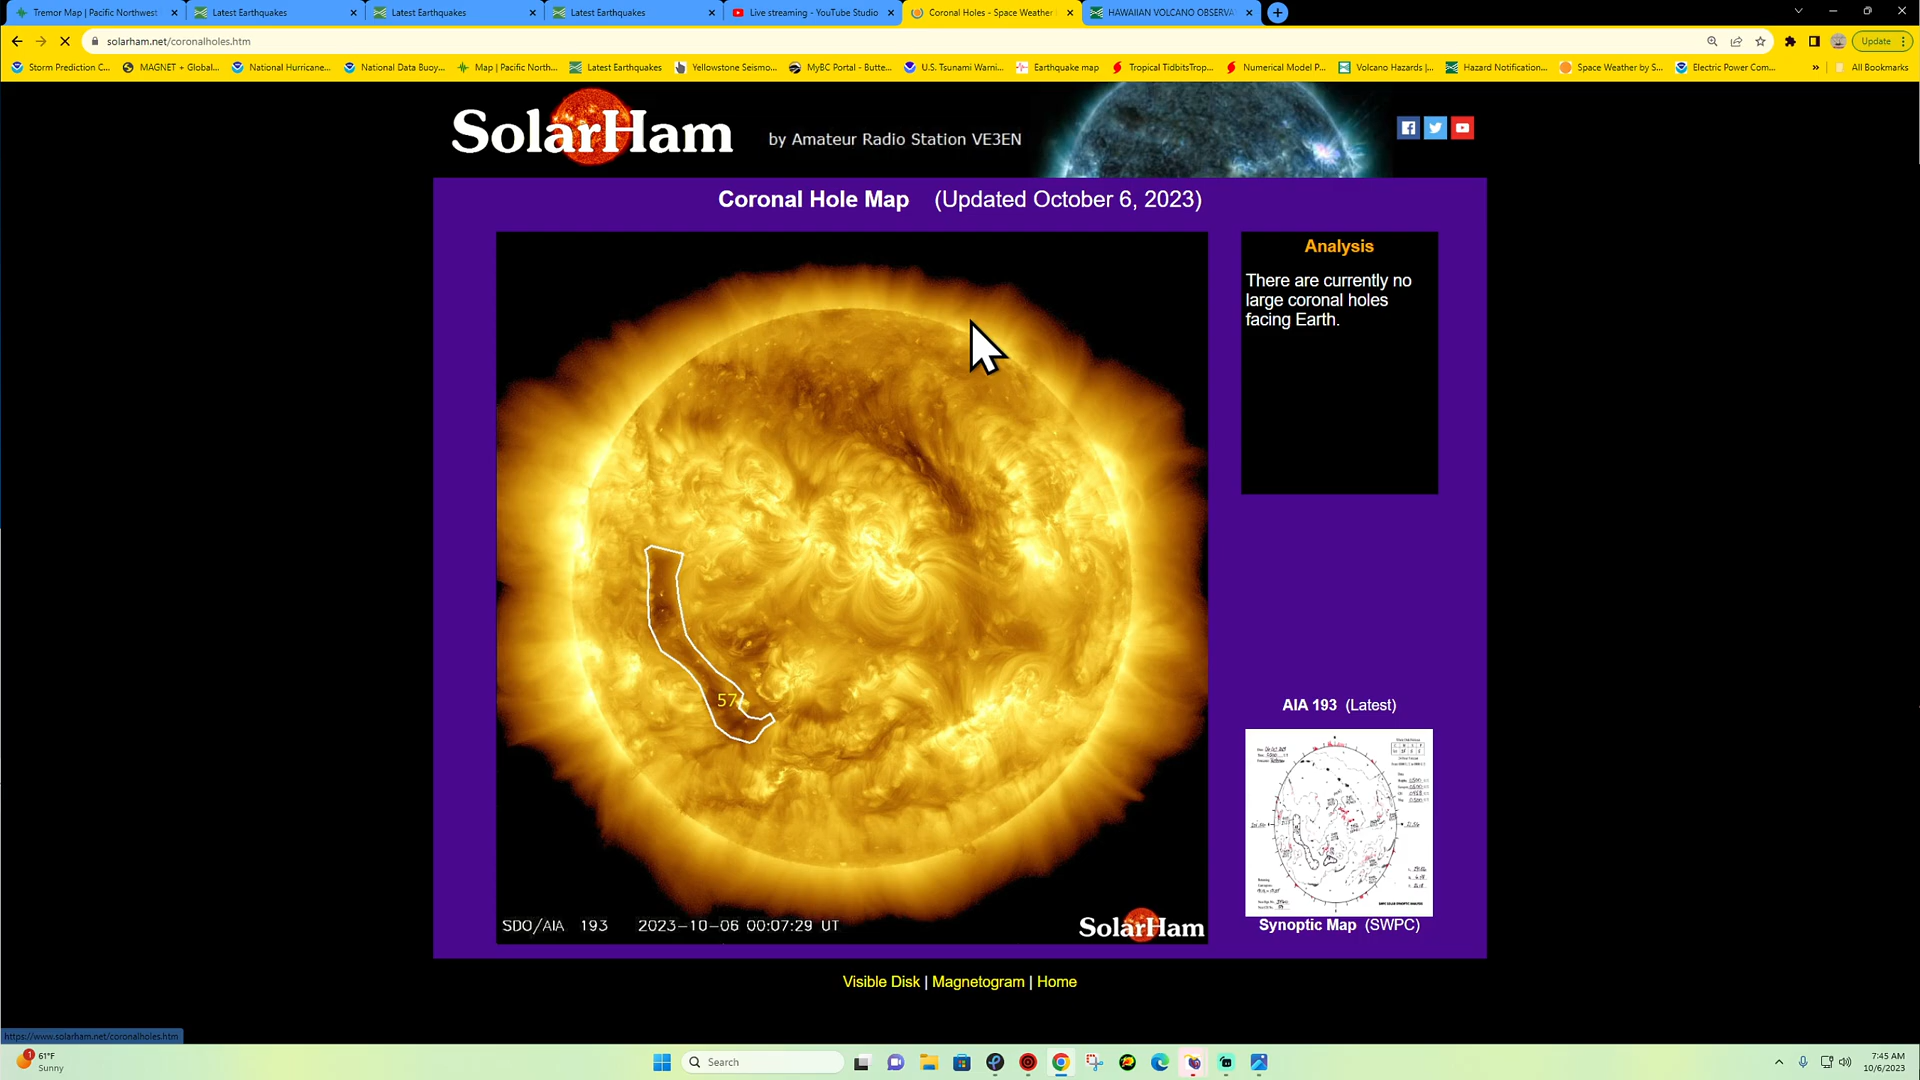 Tremor Map | Pacific Northwest
Latest Earthquakes
Latest Earthquakes
Latest Earthquakes
Live streaming - YouTube Studio
Coronal Holes - Space Weather
HAWAIIAN VOLCANO OBSERVA
solarham.net/coronalholes.htm
Update
Storm Prediction C...
MAGNET + Global...
National Hurricane...
National Data Buoy...
Map | Pacific North...
Latest Earthquakes
Yellowstone Seismo...
MyBC Portal - Butte...
U.S. Tsunami Warni...
Earthquake map
Tropical TidbitsTrop...
Numerical Model P...
Volcano Hazards |...
Hazard Notification...
Space Weather by S...
Electric Power Com...
»
All Bookmarks
SolarHam
by Amateur Radio Station VE3EN
Coronal Hole Map (Updated October 6, 2023)
Analysis
There are currently no
large coronal holes
facing Earth.
57
AIA 193 (Latest)
SDO/AIA 193 2023-10-06 00:07:29 UT
SolarHam
Synoptic Map (SWPC)
Visible Disk | Magnetogram | Home
https://www.solarham.net/coronalholes.htm
1
61°F
Sunny
Search
7:45 AM
10/6/2023